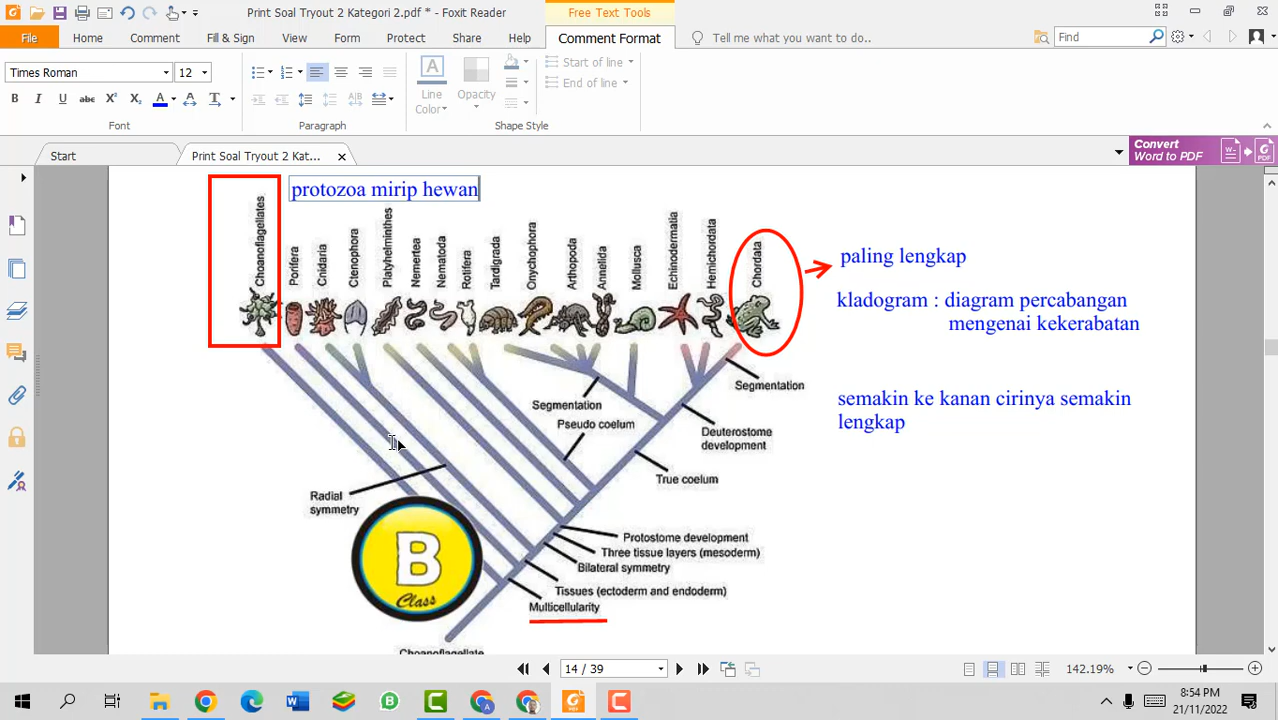 Print Soal Tryout 2 Kategori 2.pdf * - Foxit Reader
Free Text Tools
File
Home
Comment
Fill & Sign
View
Form
Protect
Share
Help
Comment Format
Tell me what you want to do..
Find
Times Roman
12
Start of line
End of line
Line Color
Opacity
Font
Paragraph
Shape Style
Start
Print Soal Tryout 2 Kat...
Convert
Word to PDF
protozoa mirip hewan
Choanoflagellates
Porifera
Cnidaria
Ctenophora
Platyhelminthes
Nemertea
Nematoda
Rotifera
Tardigrada
Onychophora
Arthopoda
Annelida
Mollusca
Echinodermatia
Hemichordata
Chordata
paling lengkap
kladogram : diagram percabangan
mengenai kekerabatan
Segmentation
semakin ke kanan cirinya semakin
lengkap
Segmentation
Pseudo coelum
Deuterostome
development
True coelum
Radial
symmetry
Protostome development
Three tissue layers (mesoderm)
Bilateral symmetry
Tissues (ectoderm and endoderm)
Multicellularity
B
Class
Choanoflagellate
14 / 39
142.19%
8:54 PM
21/11/2022